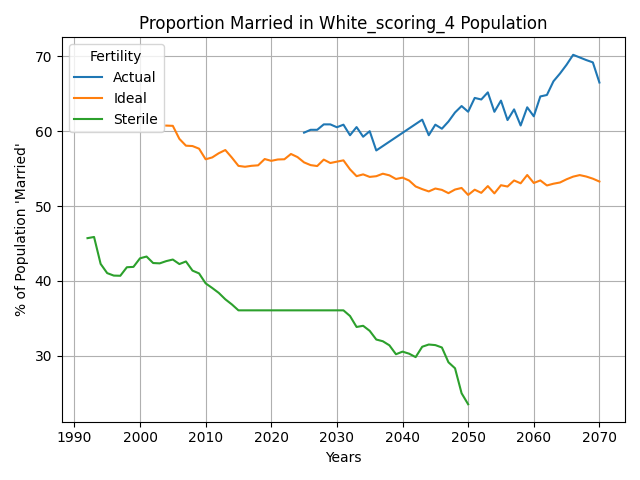 Proportion Married in White_scoring_4 Population
Fertility
Actual
Ideal
Sterile
% of Population 'Married'
70
60
50
40
30
1990 2000 2010 2020 2030 2040 2050 2060 2070
Years